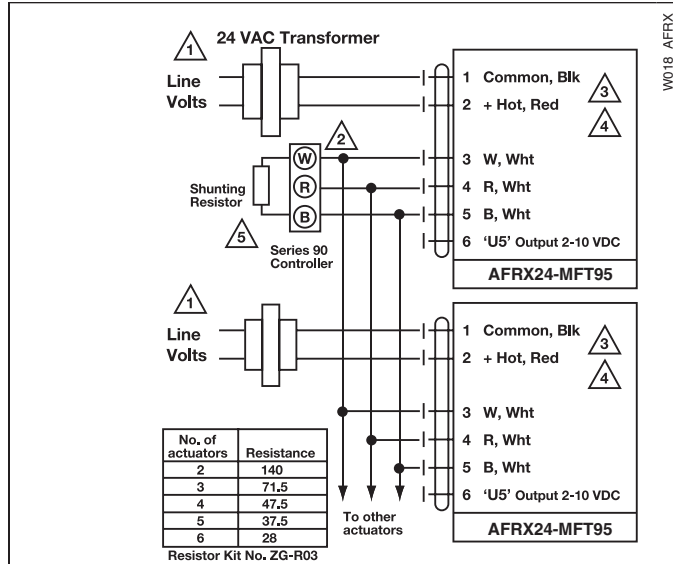 W018 AFRX
1
24 VAC Transformer
Line
Volts
1 Common, Blk
2 + Hot, Red
3
4
2
3 W, Wht
4 R, Wht
5 B, Wht
6 'U5' Output 2-10 VDC
AFRX24-MFT95
W
R
B
Shunting
Resistor
5
Series 90
Controller
1
Line
Volts
1 Common, Blk
2 + Hot, Red
3
4
3 W, Wht
4 R, Wht
5 B, Wht
6 'U5' Output 2-10 VDC
AFRX24-MFT95
No. of actuators Resistance
2 140
3 71.5
4 47.5
5 37.5
6 28
Resistor Kit No. ZG-R03
To other
actuators